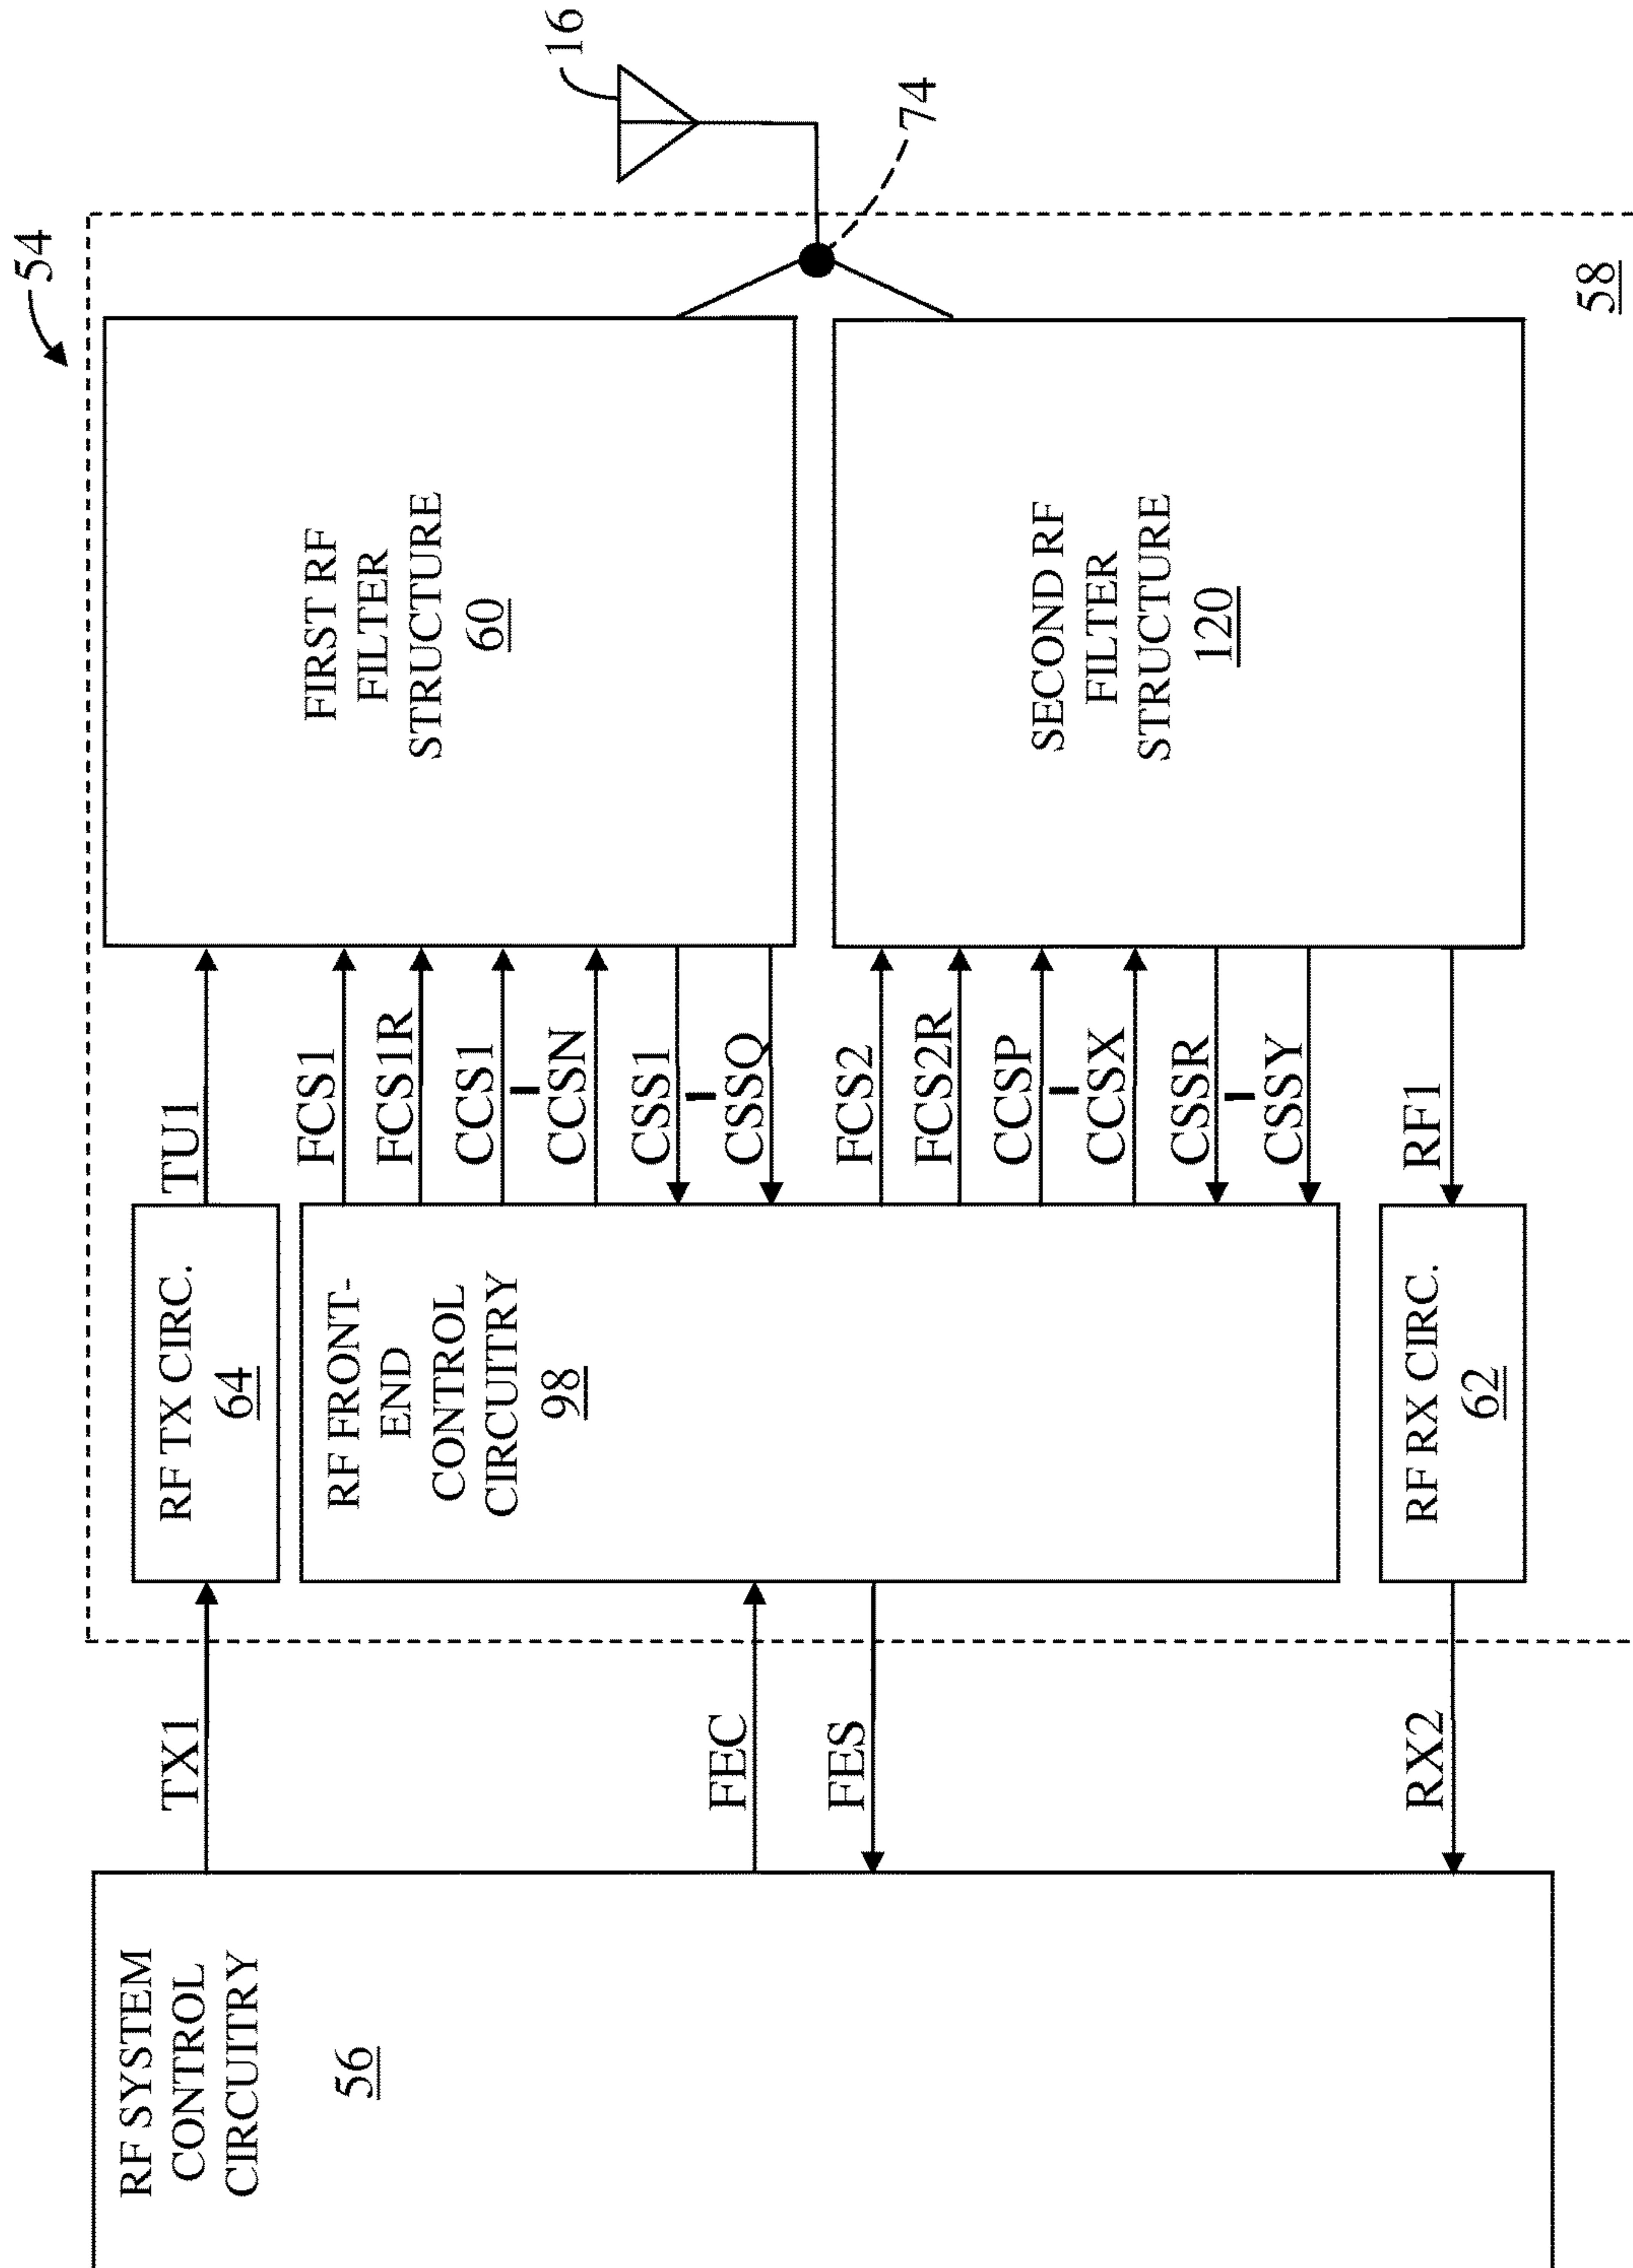 54
16
74
58
RF SYSTEM
CONTROL
CIRCUITRY
56
TX1
FEC
FES
RX2
RF TX CIRC.
64
RF FRONT-
END
CONTROL
CIRCUITRY
98
RF RX CIRC.
62
TU1
FCS1
FCS1R
CCS1
-
CCSN
CSS1
-
CSSQ
FCS2
FCS2R
CCSP
-
CCSX
CSSR
-
CSSY
RF1
FIRST RF
FILTER
STRUCTURE
60
SECOND RF
FILTER
STRUCTURE
120